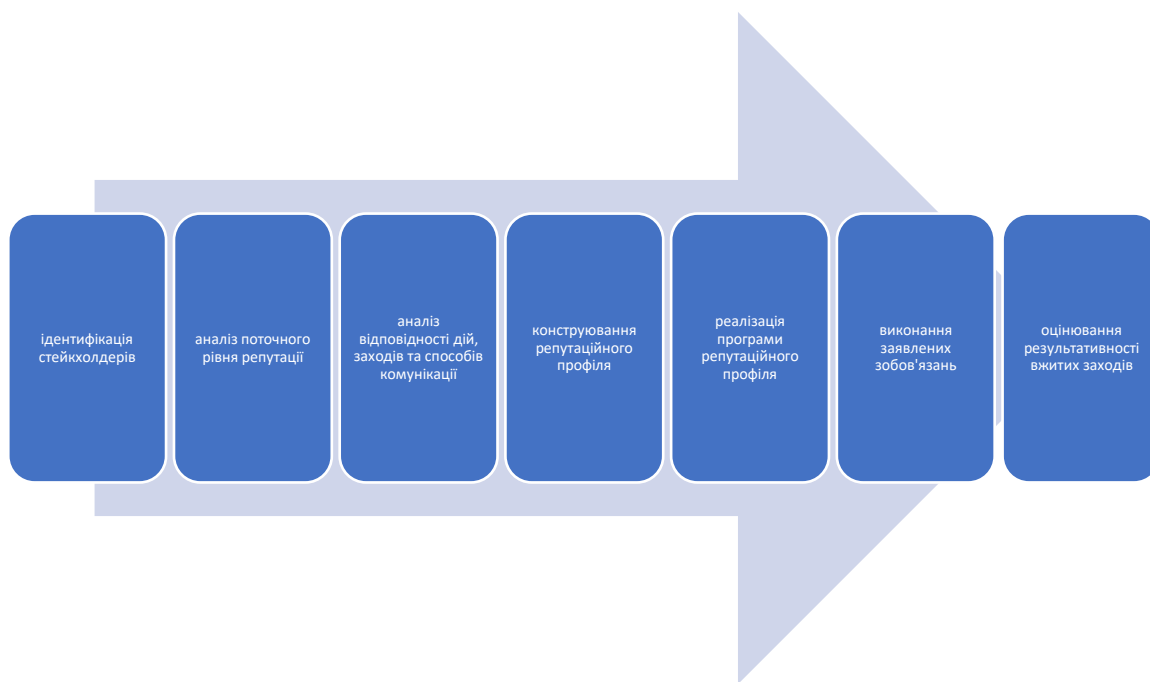 ідентифікація
стейкхолдерів
аналіз поточного
рівня репутації
аналіз
відповідності дій,
заходів та способів
комунікації
конструювання
репутаційного
профіля
реалізація
програми
репутаційного
профіля
виконання
заявлених
зобов'язань
оцінювання
результативності
вжитих заходів